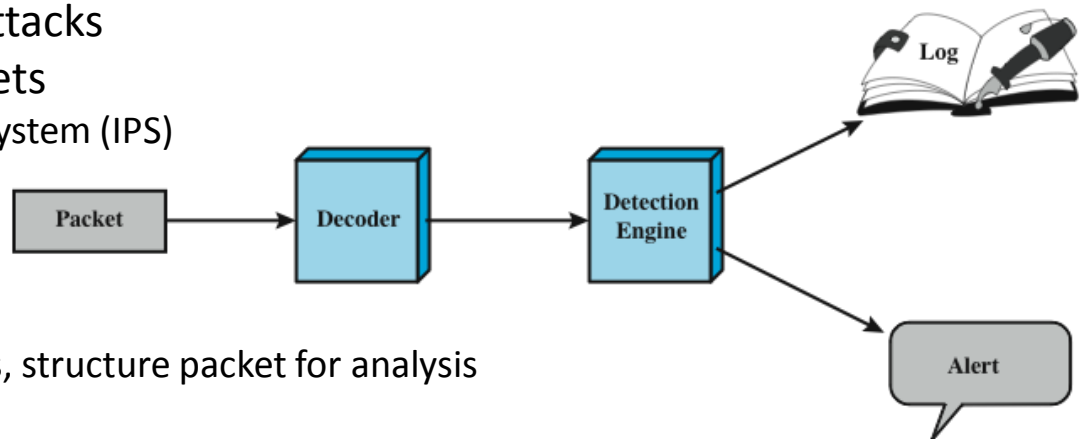 ttacks
ets
ystem (IPS)
Log
Packet
Decoder
Detection
Engine
, structure packet for analysis
Alert